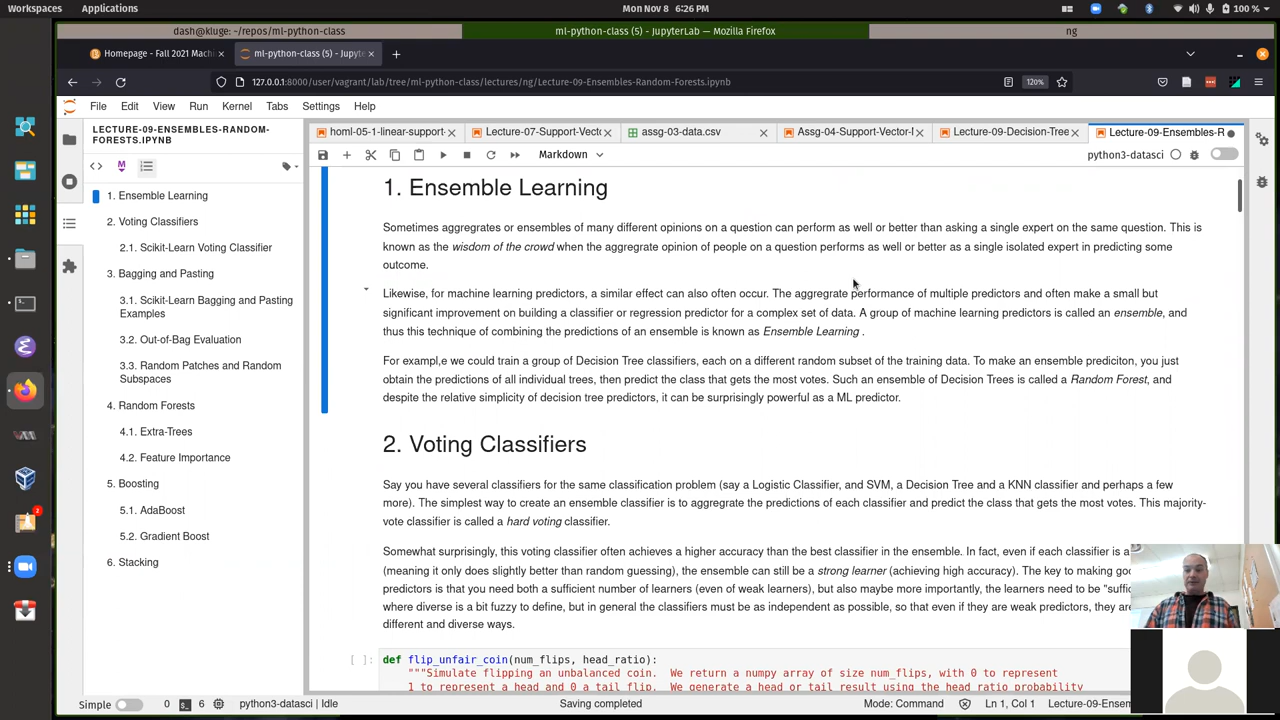 Workspaces Applications Mon Nov 8 6:26 PM 100 %
dash@kluge: ~/repos/ml-python-class ml-python-class (5) - JupyterLab — Mozilla Firefox ng
Homepage - Fall 2021 Mach ml-python-class (5) - Jupyte
127.0.0.1:8000/user/vagrant/lab/tree/ml-python-class/lectures/ng/Lecture-09-Ensembles-Random-Forests.ipynb 120%
File Edit View Run Kernel Tabs Settings Help
LECTURE-09-ENSEMBLES-RANDOM-
FORESTS.IPYNB
homl-05-1-linear-support- Lecture-07-Support-Vecto assg-03-data.csv Assg-04-Support-Vector-I Lecture-09-Decision-Tree Lecture-09-Ensembles-R
Markdown python3-datasci
1. Ensemble Learning
2. Voting Classifiers
2.1. Scikit-Learn Voting Classifier
3. Bagging and Pasting
3.1. Scikit-Learn Bagging and Pasting
Examples
3.2. Out-of-Bag Evaluation
3.3. Random Patches and Random
Subspaces
4. Random Forests
4.1. Extra-Trees
4.2. Feature Importance
5. Boosting
5.1. AdaBoost
5.2. Gradient Boost
6. Stacking
1. Ensemble Learning
Sometimes aggregrates or ensembles of many different opinions on a question can perform as well or better than asking a single expert on the same question. This is
known as the wisdom of the crowd when the aggregrate opinion of people on a question performs as well or better as a single isolated expert in predicting some
outcome.
Likewise, for machine learning predictors, a similar effect can also often occur. The aggregrate performance of multiple predictors and often make a small but
significant improvement on building a classifier or regression predictor for a complex set of data. A group of machine learning predictors is called an ensemble, and
thus this technique of combining the predictions of an ensemble is known as Ensemble Learning .
For exampl,e we could train a group of Decision Tree classifiers, each on a different random subset of the training data. To make an ensemble prediciton, you just
obtain the predictions of all individual trees, then predict the class that gets the most votes. Such an ensemble of Decision Trees is called a Random Forest, and
despite the relative simplicity of decision tree predictors, it can be surprisingly powerful as a ML predictor.
2. Voting Classifiers
Say you have several classifiers for the same classification problem (say a Logistic Classifier, and SVM, a Decision Tree and a KNN classifier and perhaps a few
more). The simplest way to create an ensemble classifier is to aggregate the predictions of each classifier and predict the class that gets the most votes. This majority-
vote classifier is called a hard voting classifier.
Somewhat surprisingly, this voting classifier often achieves a higher accuracy than the best classifier in the ensemble. In fact, even if each classifier is a
(meaning it only does slightly better than random guessing), the ensemble can still be a strong learner (achieving high accuracy). The key to making goo
predictors is that you need both a sufficient number of learners (even of weak learners), but also maybe more importantly, the learners need to be "suffic
where diverse is a bit fuzzy to define, but in general the classifiers must be as independent as possible, so that even if they are weak predictors, they are
different and diverse ways.
[ ]: def flip_unfair_coin(num_flips, head_ratio):
"""Simulate flipping an unbalanced coin. We return a numpy array of size num_flips, with 0 to represent
1 to represent a head and 0 a tail flip. We generate a head or tail result using the head ratio probability
Simple 0 6 python3-datasci | Idle Saving completed Mode: Command Ln 1, Col 1 Lecture-09-Ensem